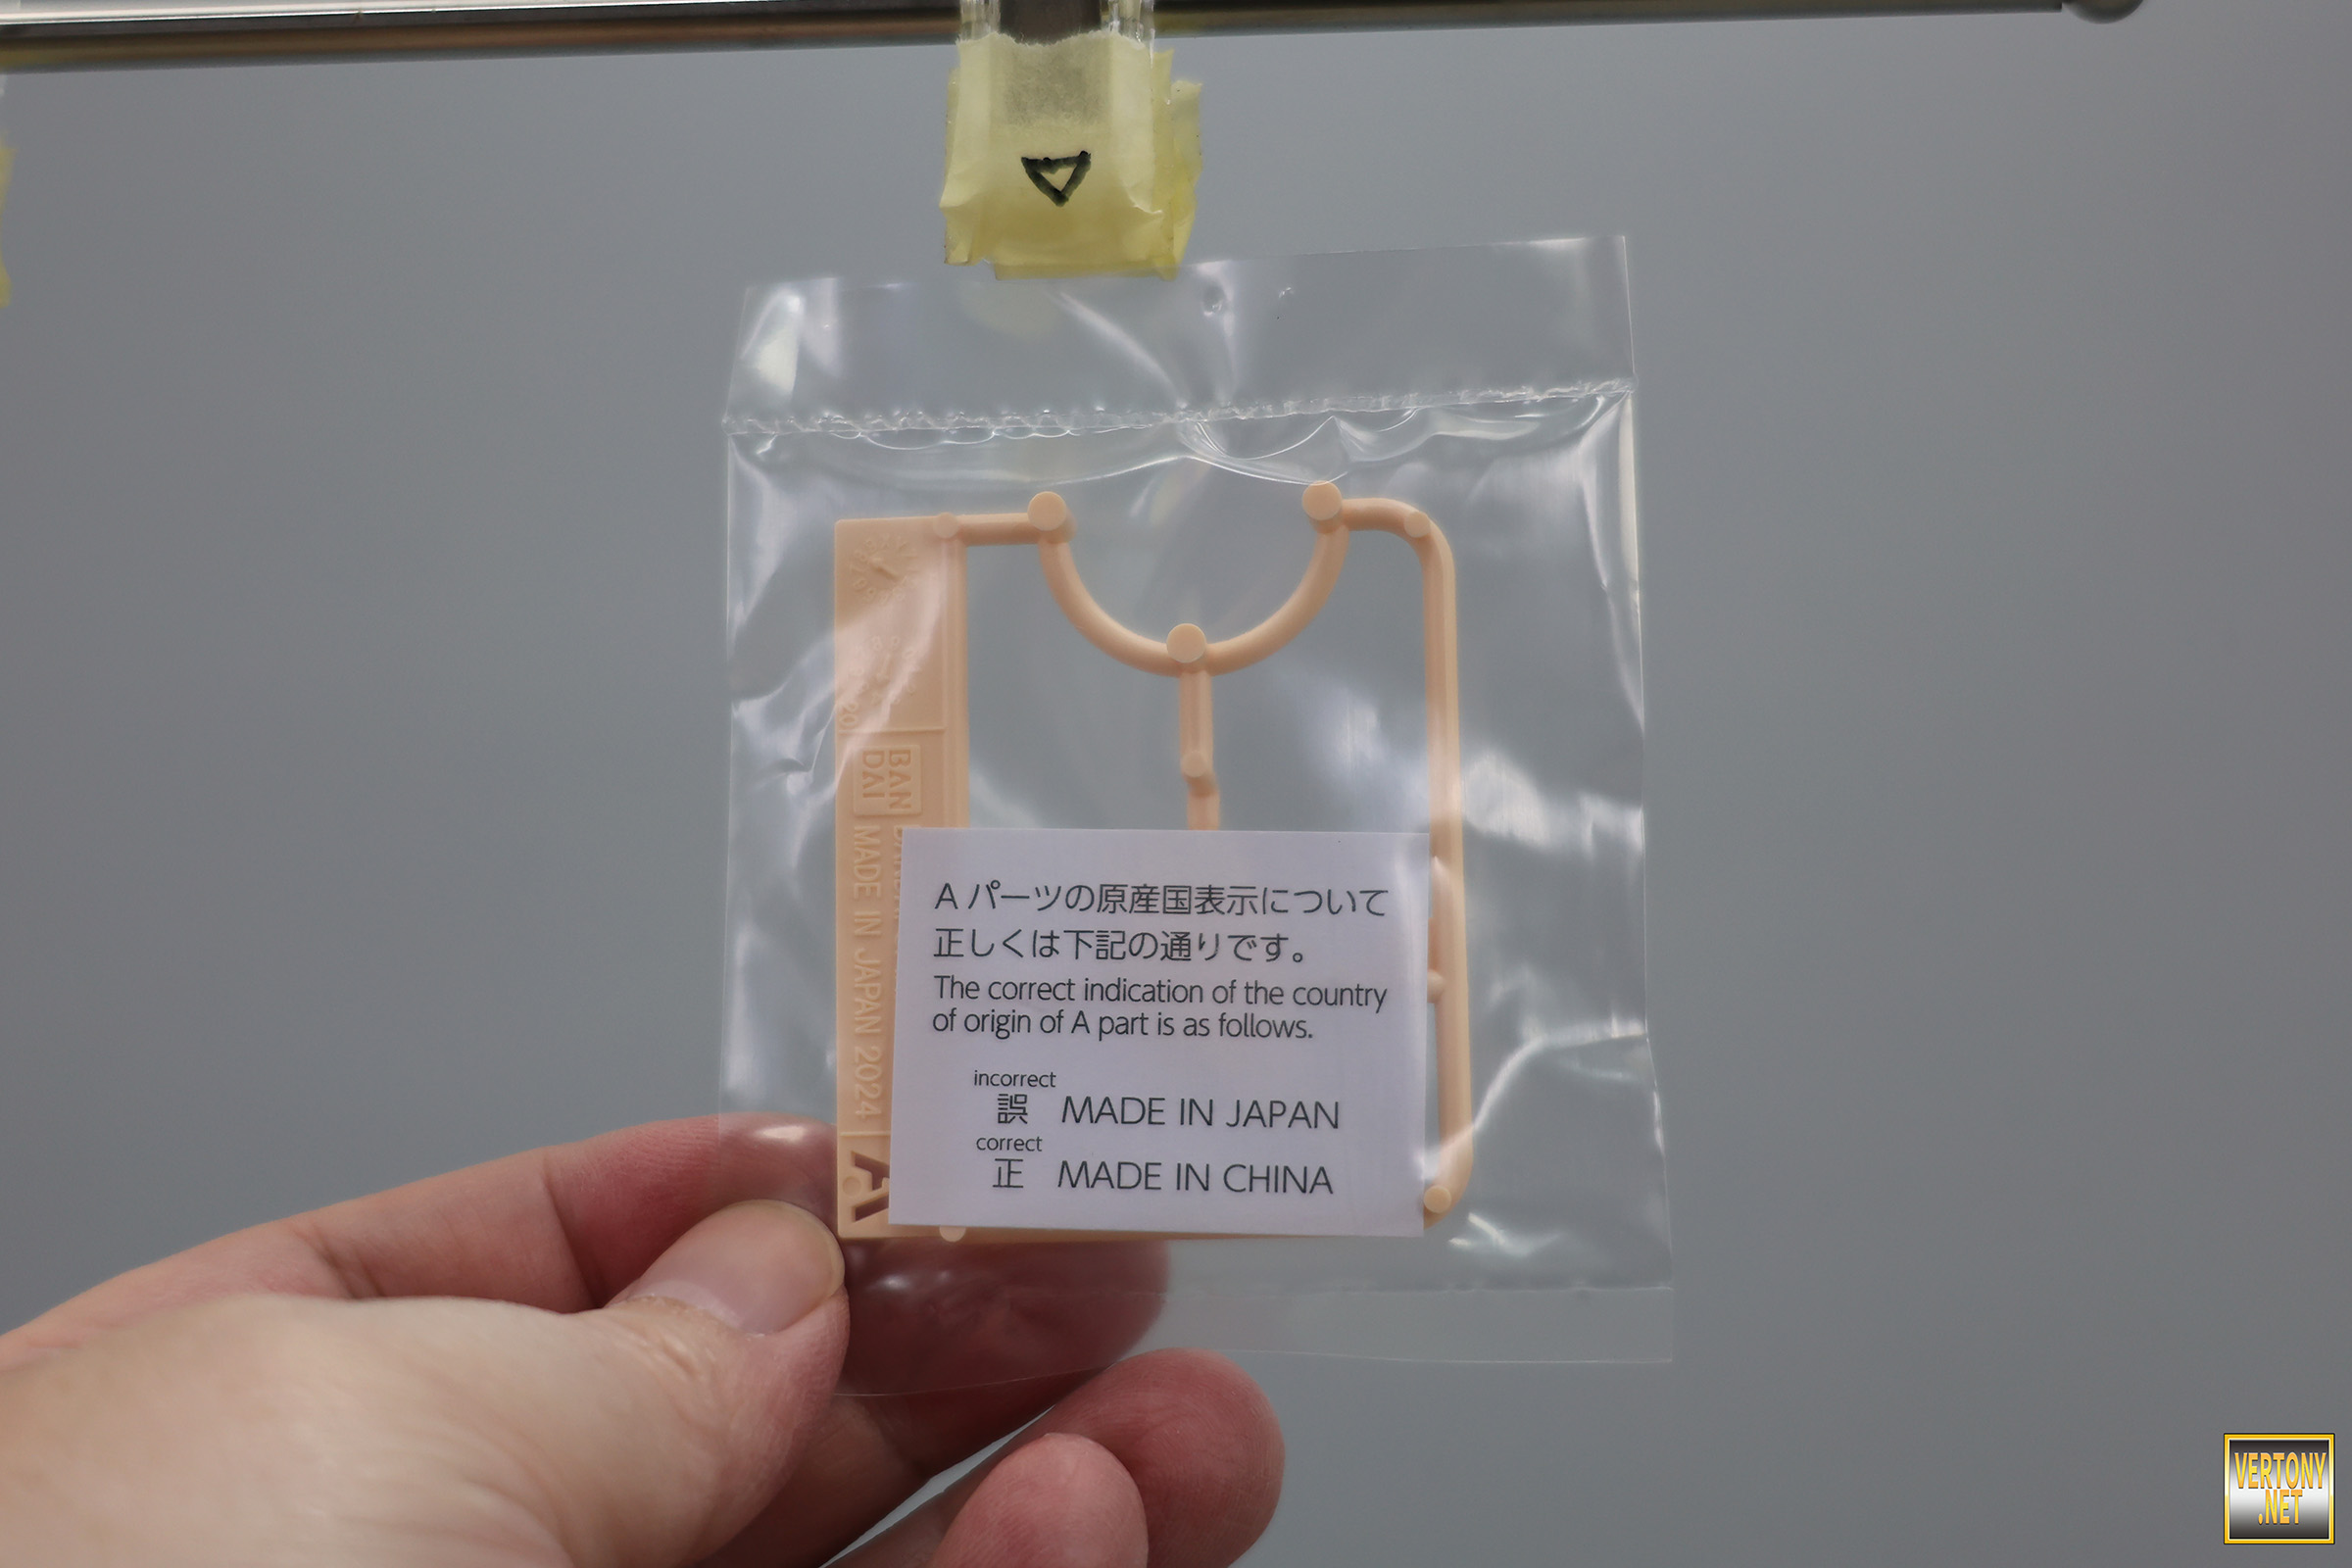 BAN
DAI
MADE IN JAPAN 2024
A
A パーツの原産国表示について
正しくは下記の通りです。
The correct indication of the country
of origin of A part is as follows.
incorrect
誤 MADE IN JAPAN
correct
正 MADE IN CHINA
VERTONY
.NET